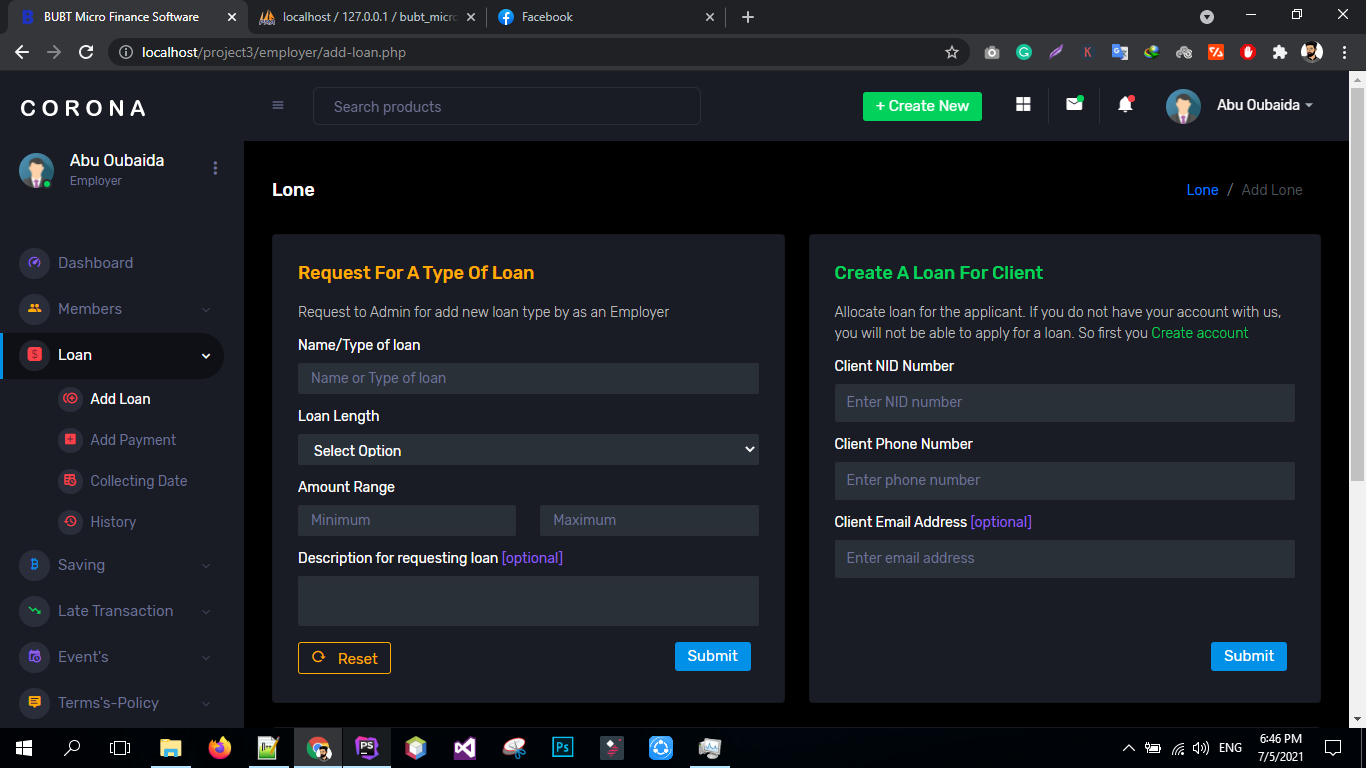 BUBT Micro Finance Software
localhost / 127.0.0.1 / bubt_micro
Facebook
localhost/project3/employer/add-loan.php
CORONA
Search products
+ Create New
Abu Oubaida
Abu Oubaida
Employer
Lone
Lone / Add Lone
Dashboard
Members
Loan
Add Loan
Add Payment
Collecting Date
History
Saving
Late Transaction
Event's
Terms's-Policy
Request For A Type Of Loan
Request to Admin for add new loan type by as an Employer
Name/Type of loan
Name or Type of loan
Loan Length
Select Option
Amount Range
Minimum
Maximum
Description for requesting loan [optional]
Reset
Submit
Create A Loan For Client
Allocate loan for the applicant. If you do not have your account with us,
you will not be able to apply for a loan. So first you Create account
Client NID Number
Enter NID number
Client Phone Number
Enter phone number
Client Email Address [optional]
Enter email address
Submit
PS
Ps
ENG
6:46 PM
7/5/2021